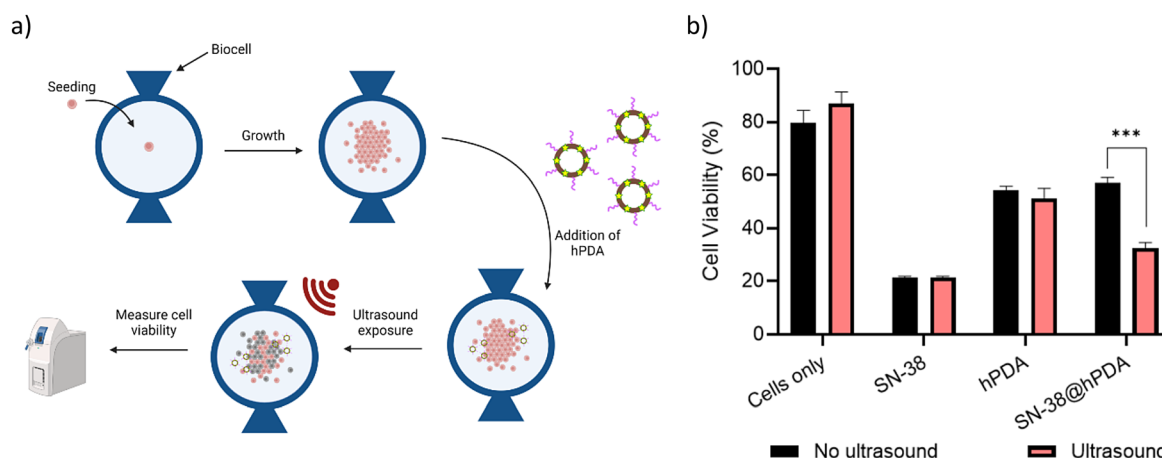 a)
Biocell
Seeding
Growth
Addition of
hPDA
Ultrasound
exposure
Measure cell
viability
b)
Cell Viability (%)
100
80
60
40
20
0
***
Cells only
SN-38
hPDA
SN-38@hPDA
No ultrasound
Ultrasound